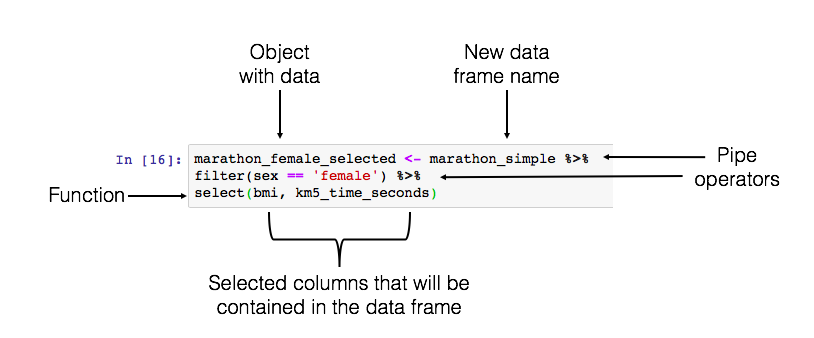 Object
with data
New data
frame name
In [16]:
marathon_female_selected <- marathon_simple %>%
filter(sex == 'female') %>%
select(bmi, km5_time_seconds)
Pipe
operators
Function
Selected columns that will be
contained in the data frame